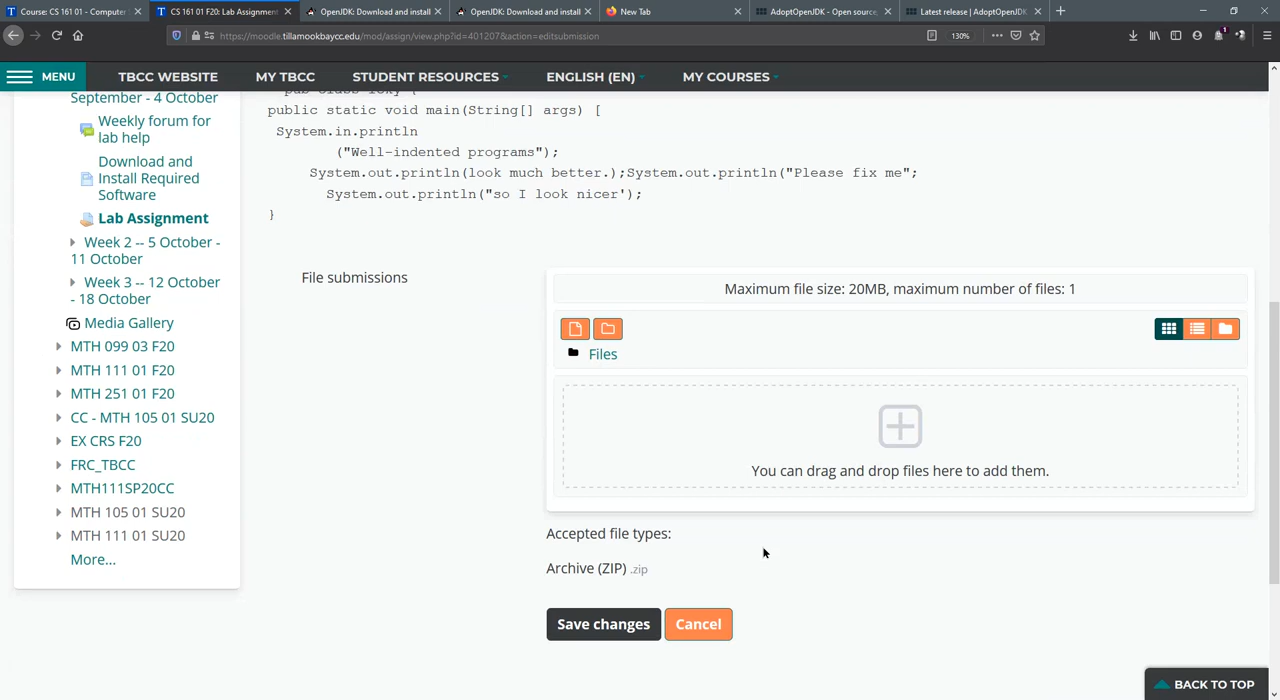 CS 161 01 - Computer
CS 161 01 F20: Lab Assignment
OpenJDK: Download and install
OpenJDK: Download and install
New Tab
AdoptOpenJDK - Open source,
Latest release | AdoptOpenJDK
https://moodle.tillamookbaycc.edu/mod/assign/view.php?id=401207&action=editsubmission
130%
1
MENU
TBCC WEBSITE
MY TBCC
STUDENT RESOURCES
ENGLISH (EN)
MY COURSES
September - 4 October
Weekly forum for
lab help
Download and
Install Required
Software
Lab Assignment
Week 2 -- 5 October -
11 October
Week 3 -- 12 October
- 18 October
Media Gallery
MTH 099 03 F20
MTH 111 01 F20
MTH 251 01 F20
CC - MTH 105 01 SU20
EX CRS F20
FRC_TBCC
MTH111SP20CC
MTH 105 01 SU20
MTH 111 01 SU20
More...
public static void main(String[] args) [
System.in.println
("Well-indented programs");
System.out.println(look much better.);System.out.println("Please fix me";
System.out.println("so I look nicer');
}
File submissions
Maximum file size: 20MB, maximum number of files: 1
Files
You can drag and drop files here to add them.
Accepted file types:
Archive (ZIP) .zip
Save changes
Cancel
BACK TO TOP